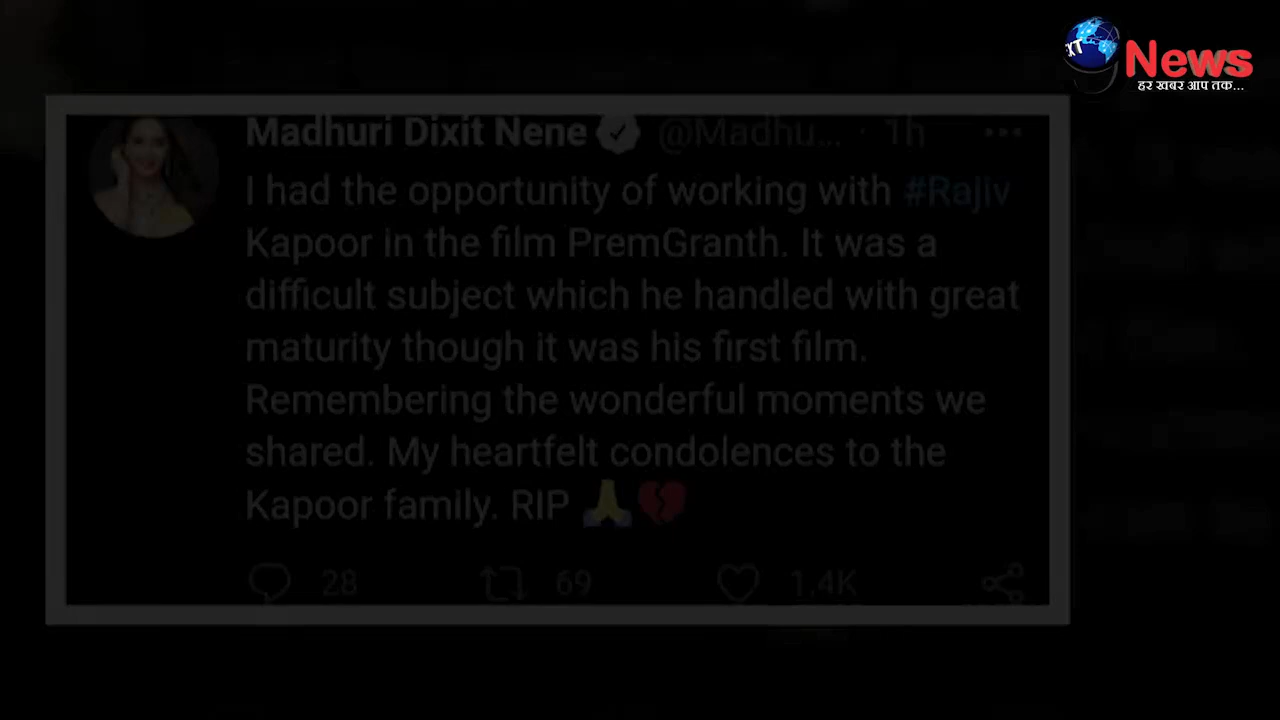 XT
News
हर खबर आप तक...
Madhuri Dixit Nene @Madhu... · 1h
I had the opportunity of working with #Rajiv
Kapoor in the film PremGranth. It was a
difficult subject which he handled with great
maturity though it was his first film.
Remembering the wonderful moments we
shared. My heartfelt condolences to the
Kapoor family. RIP 🙏💔
28 69 1.4K